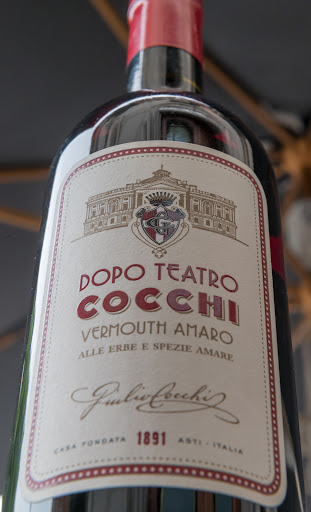 DOPO TEATRO
COCCHI
VERMOUTH AMARO
ALLE ERBE E SPEZIE AMARE
Giulio Cocchi
CASA FONDATA 1891 ASTI - ITALIA